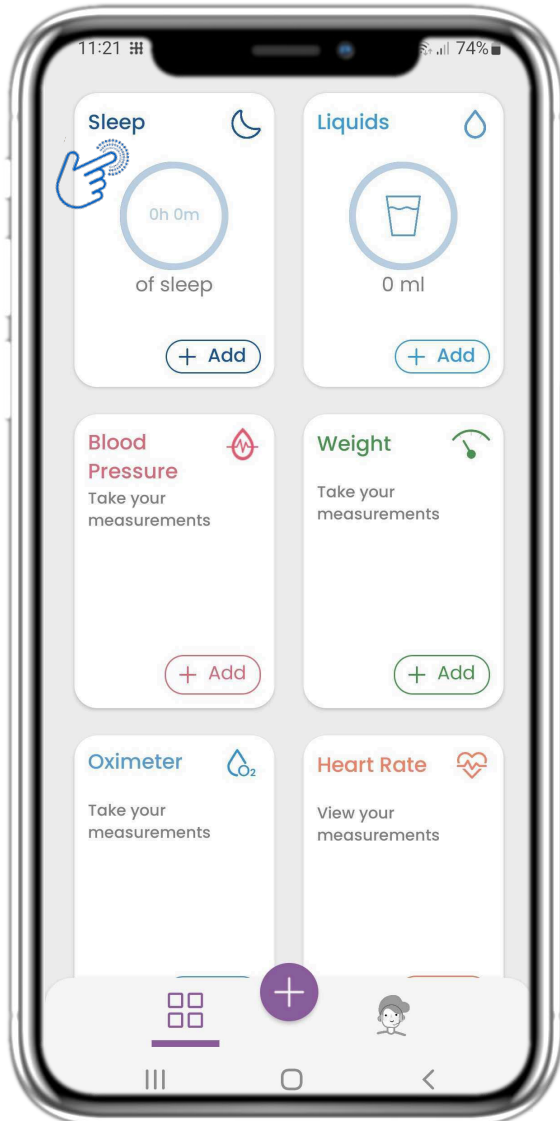 11:21
74%
Sleep
0h 0m
of sleep
+ Add
Liquids
0 ml
+ Add
Blood
Pressure
Take your
measurements
+ Add
Weight
Take your
measurements
+ Add
Oximeter
O2
Take your
measurements
Heart Rate
View your
measurements